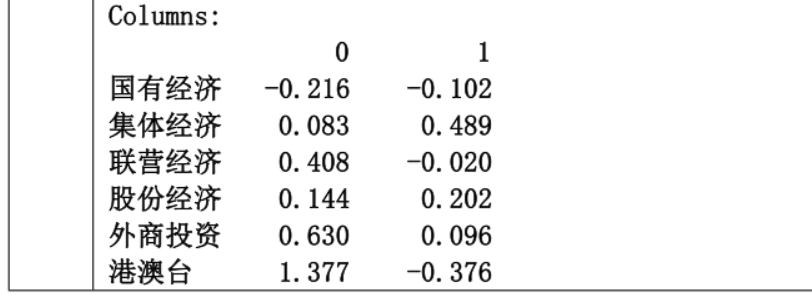 Columns:
0 1
国有经济 -0.216 -0.102
集体经济 0.083 0.489
联营经济 0.408 -0.020
股份经济 0.144 0.202
外商投资 0.630 0.096
港澳台 1.377 -0.376